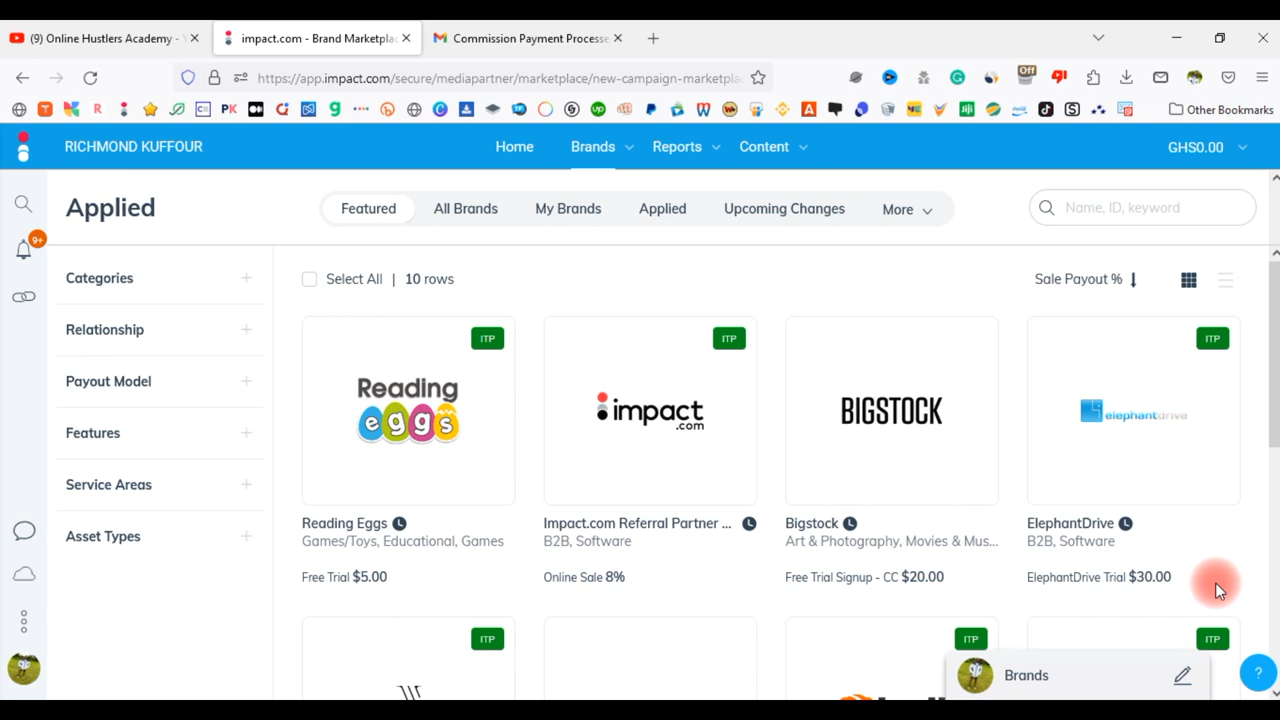 (9) Online Hustlers Academy -
impact.com - Brand Marketplac
Commission Payment Processe
https://app.impact.com/secure/mediapartner/marketplace/new-campaign-marketpla
Off
Other Bookmarks
RICHMOND KUFFOUR
Home
Brands
Reports
Content
GHS0.00
9+
Applied
Featured
All Brands
My Brands
Applied
Upcoming Changes
More
Name, ID, keyword
Categories
Relationship
Payout Model
Features
Service Areas
Asset Types
Select All | 10 rows
Sale Payout %
ITP
ITP
ITP
Reading
eggs
impact
.com
BIGSTOCK
elephantdrive
Reading Eggs
Games/Toys, Educational, Games
Free Trial $5.00
Impact.com Referral Partner ...
B2B, Software
Online Sale 8%
Bigstock
Art & Photography, Movies & Mus...
Free Trial Signup - CC $20.00
ElephantDrive
B2B, Software
ElephantDrive Trial $30.00
ITP
ITP
ITP
Brands
?